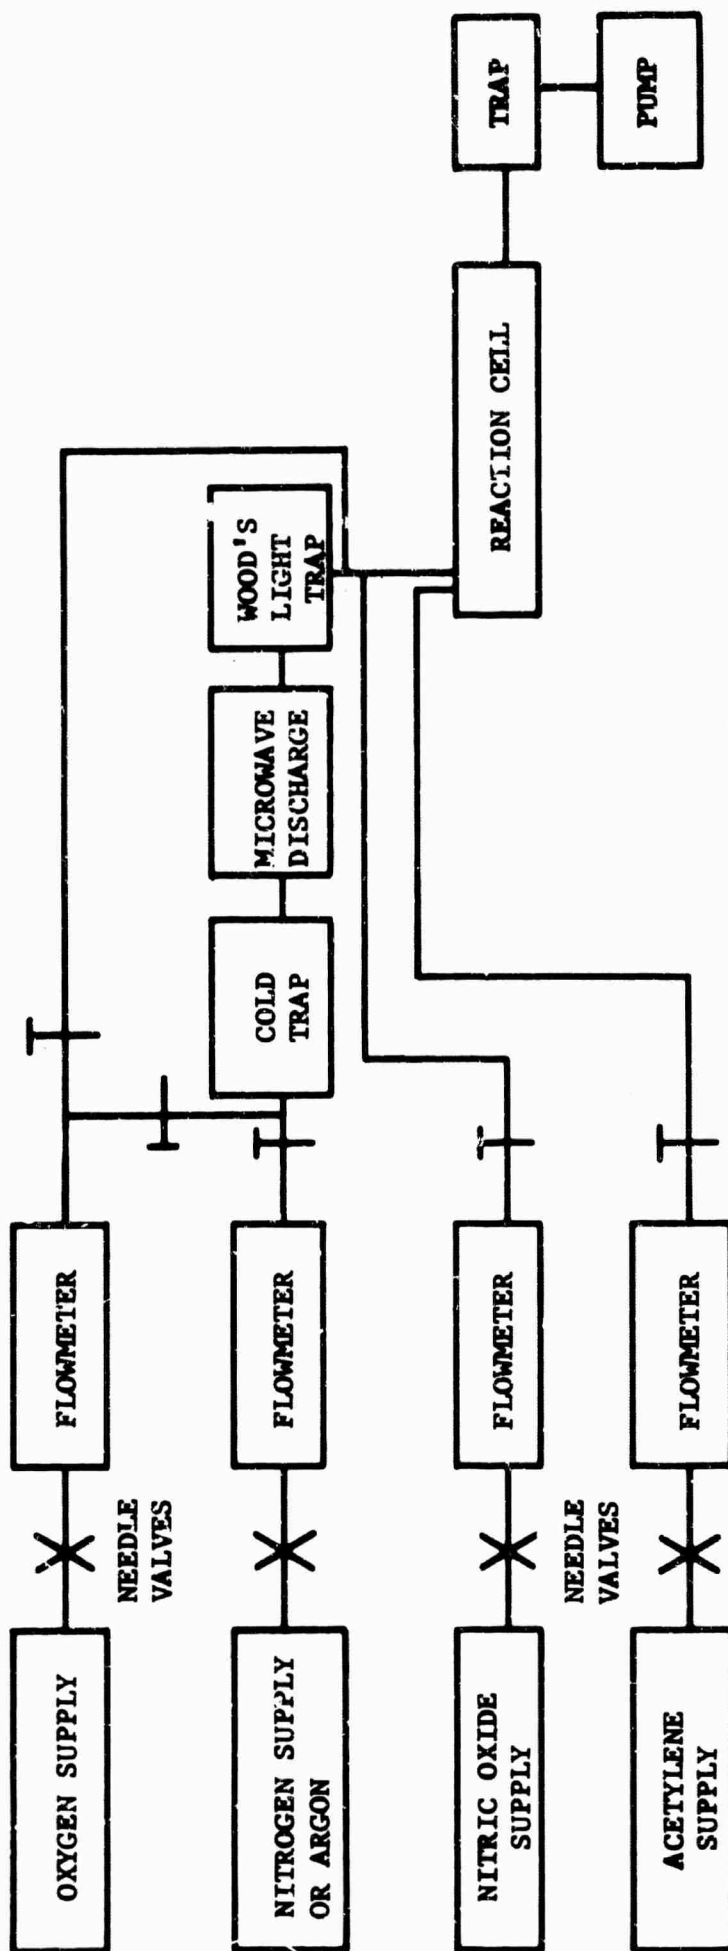 OXYGEN SUPPLY
NEEDLE
VALVES
FLOWMETER
NITROGEN SUPPLY
OR ARGON
FLOWMETER
COLD
TRAP
MICROWAVE
DISCHARGE
WOOD'S
LIGHT
TRAP
NITRIC OXIDE
SUPPLY
NEEDLE
VALVES
FLOWMETER
REACTION CELL
TRAP
PUMP
ACETYLENE
SUPPLY
FLOWMETER